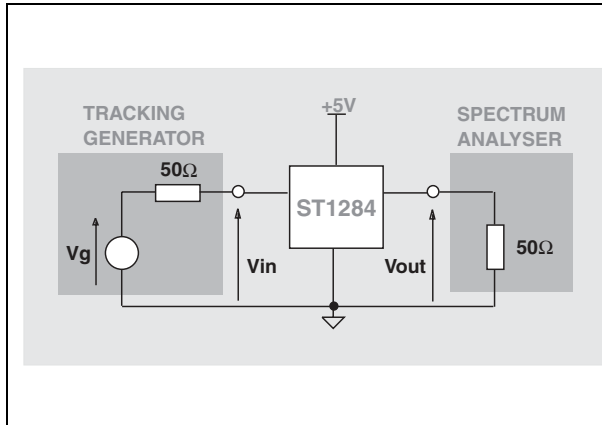 TRACKING
GENERATOR
+5V
SPECTRUM
ANALYSER
50Ω
ST1284
Vg
Vin
Vout
50Ω